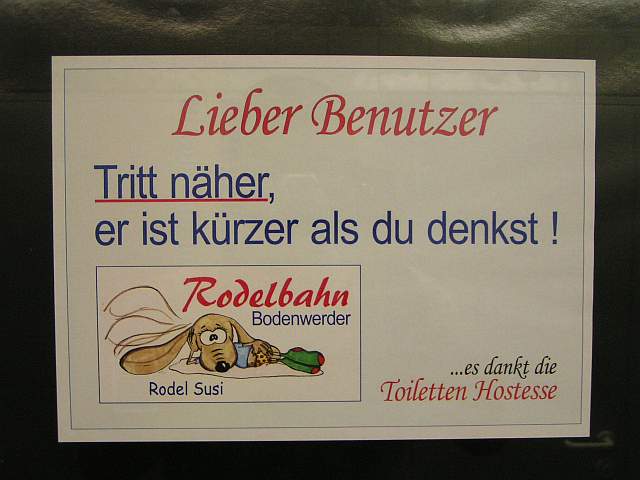 Lieber Benutzer
Tritt näher,
er ist kürzer als du denkst !
Rodelbahn
Bodenwerder
Rodel Susi
...es dankt die
Toiletten Hostesse